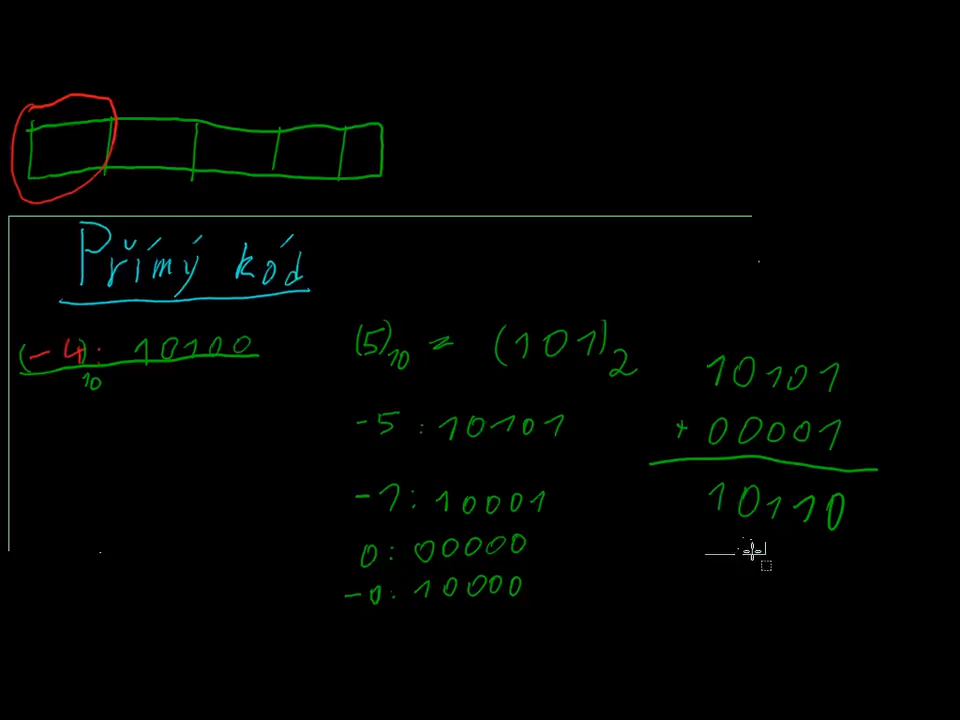 Přímý kód
(-4)₁₀: 10100
(5)₁₀ = (101)₂
-5 : 10101
-1 : 10001
0 : 00000
-0 : 10000
10101
+ 00001
10110